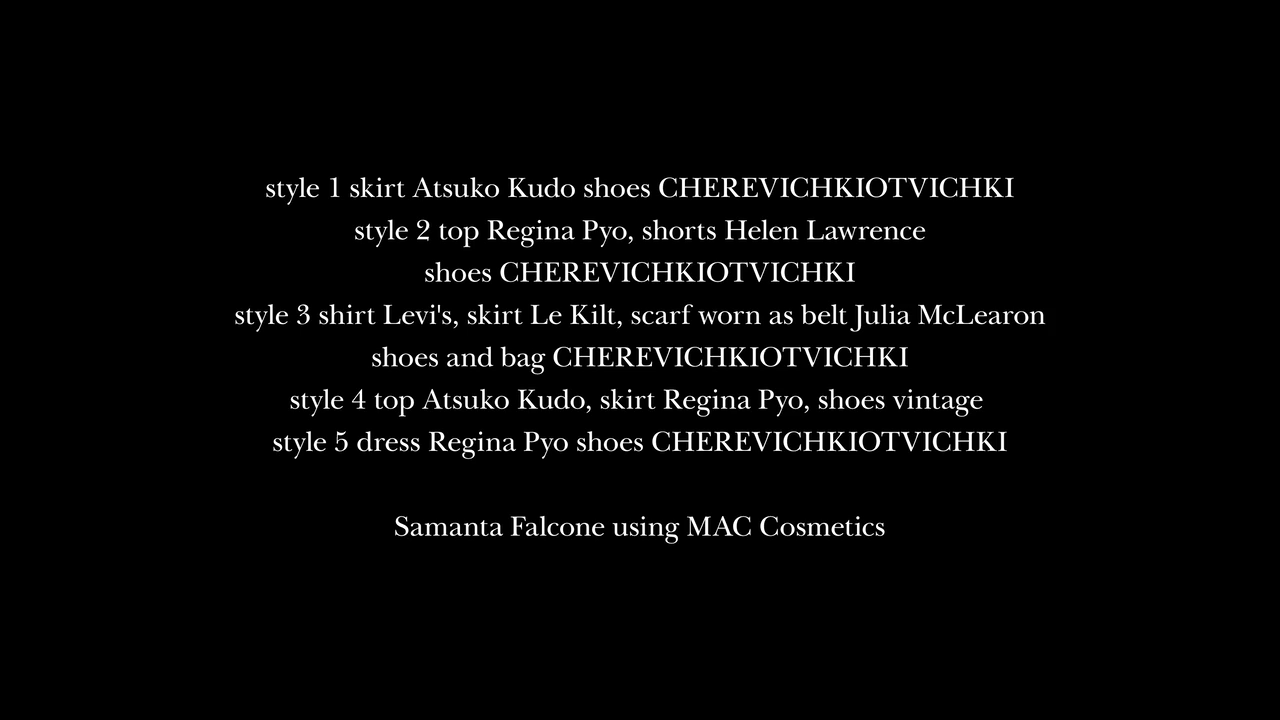 style 1 skirt Atsuko Kudo shoes CHEREVICHKIOTVICHKI
style 2 top Regina Pyo, shorts Helen Lawrence
shoes CHEREVICHKIOTVICHKI
style 3 shirt Levi's, skirt Le Kilt, scarf worn as belt Julia McLearon
shoes and bag CHEREVICHKIOTVICHKI
style 4 top Atsuko Kudo, skirt Regina Pyo, shoes vintage
style 5 dress Regina Pyo shoes CHEREVICHKIOTVICHKI
Samanta Falcone using MAC Cosmetics